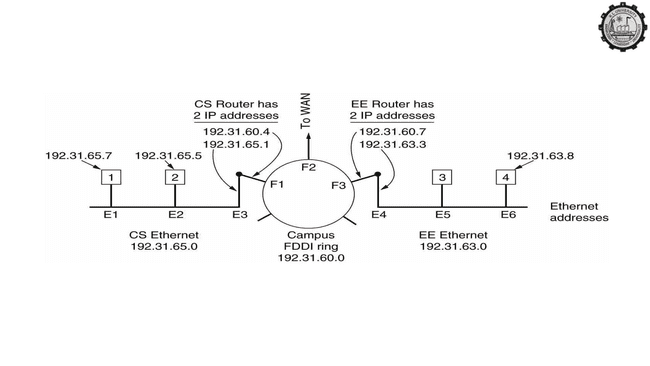 CS Router has
2 IP addresses
192.31.60.4
192.31.65.1
To WAN
EE Router has
2 IP addresses
192.31.60.7
192.31.63.3
192.31.65.7
192.31.65.5
192.31.63.8
1
2
3
4
F1
F2
F3
E1
E2
E3
E4
E5
E6
Ethernet
addresses
CS Ethernet
192.31.65.0
Campus
FDDI ring
192.31.60.0
EE Ethernet
192.31.63.0